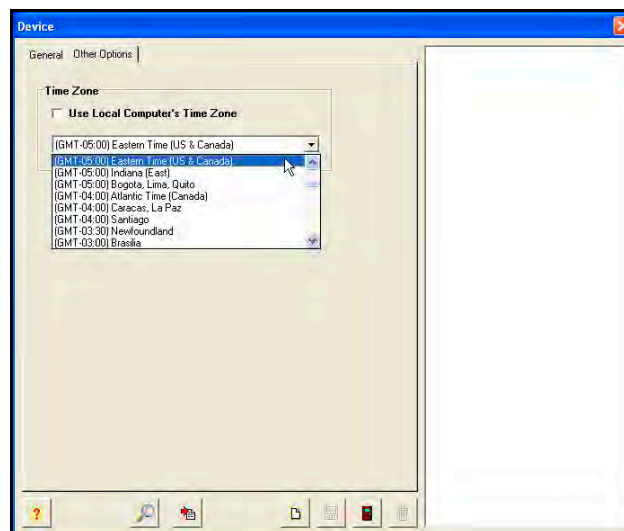 Device
General Other Options
Time Zone
Use Local Computer's Time Zone
(GMT-05:00) Eastern Time (US & Canada)
(GMT-05:00) Eastern Time (US & Canada)
(GMT-05:00) Indiana (East)
(GMT-05:00) Bogota, Lima, Quito
(GMT-04:00) Atlantic Time (Canada)
(GMT-04:00) Caracas, La Paz
(GMT-04:00) Santiago
(GMT-03:30) Newfoundland
(GMT-03:00) Brasilia
?